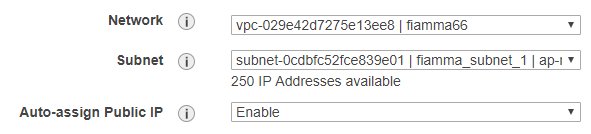 Network i vpc-029e42d7275e13ee8 | fiamma66
Subnet i subnet-0cdbfc52fce839e01 | fiamma_subnet_1 | ap-
250 IP Addresses available
Auto-assign Public IP i Enable